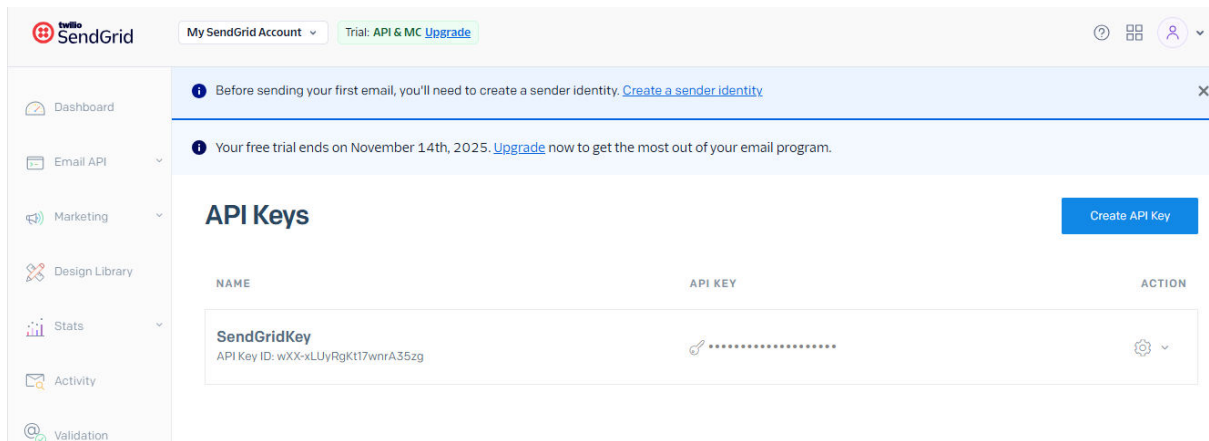 twilio
SendGrid
My SendGrid Account
Trial: API & MC Upgrade
Before sending your first email, you'll need to create a sender identity. Create a sender identity
Your free trial ends on November 14th, 2025. Upgrade now to get the most out of your email program.
Dashboard
Email API
Marketing
Design Library
Stats
Activity
Validation
API Keys
Create API Key
NAME
API KEY
ACTION
SendGridKey
API Key ID: wXX-xLUyRgKt17wnrA35zg
••••••••••••••••••••